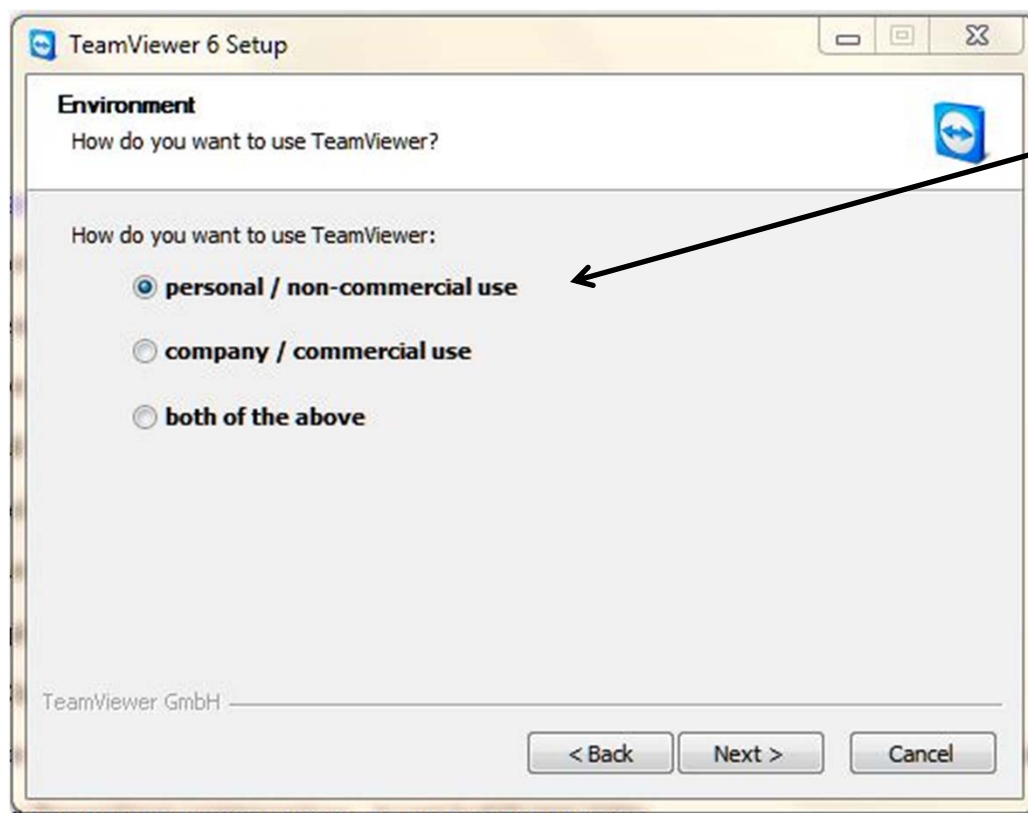 TeamViewer 6 Setup
Environment
How do you want to use TeamViewer?
How do you want to use TeamViewer:
personal / non-commercial use
company / commercial use
both of the above
TeamViewer GmbH
< Back Next > Cancel